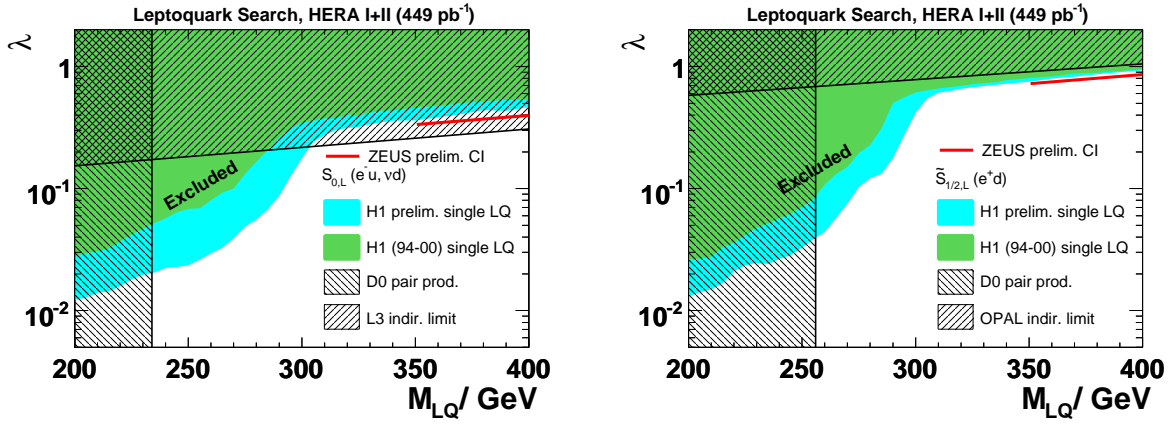 Leptoquark Search, HERA I+II (449 pb⁻¹)
λ
1
10⁻¹
10⁻²
Excluded
ZEUS prelim. CI
S₀,L (e⁻u, νd)
H1 prelim. single LQ
H1 (94-00) single LQ
D0 pair prod.
L3 indir. limit
200 250 300 350 400
M_LQ/ GeV
Leptoquark Search, HERA I+II (449 pb⁻¹)
λ
1
10⁻¹
10⁻²
Excluded
ZEUS prelim. CI
S̃₁/₂,L (e⁺d)
H1 prelim. single LQ
H1 (94-00) single LQ
D0 pair prod.
OPAL indir. limit
200 250 300 350 400
M_LQ/ GeV